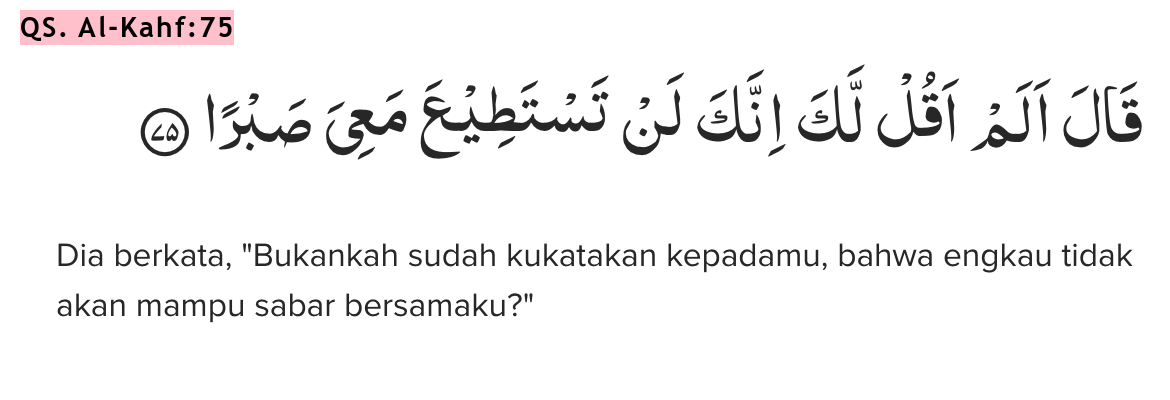 QS. Al-Kahf:75
قَالَ اَلَمْ اَقُلْ لَّكَ اِنَّكَ لَنْ تَسْتَطِيْعَ مَعِيَ صَبْرًا ۝٧٥
Dia berkata, "Bukankah sudah kukatakan kepadamu, bahwa engkau tidak
akan mampu sabar bersamaku?"